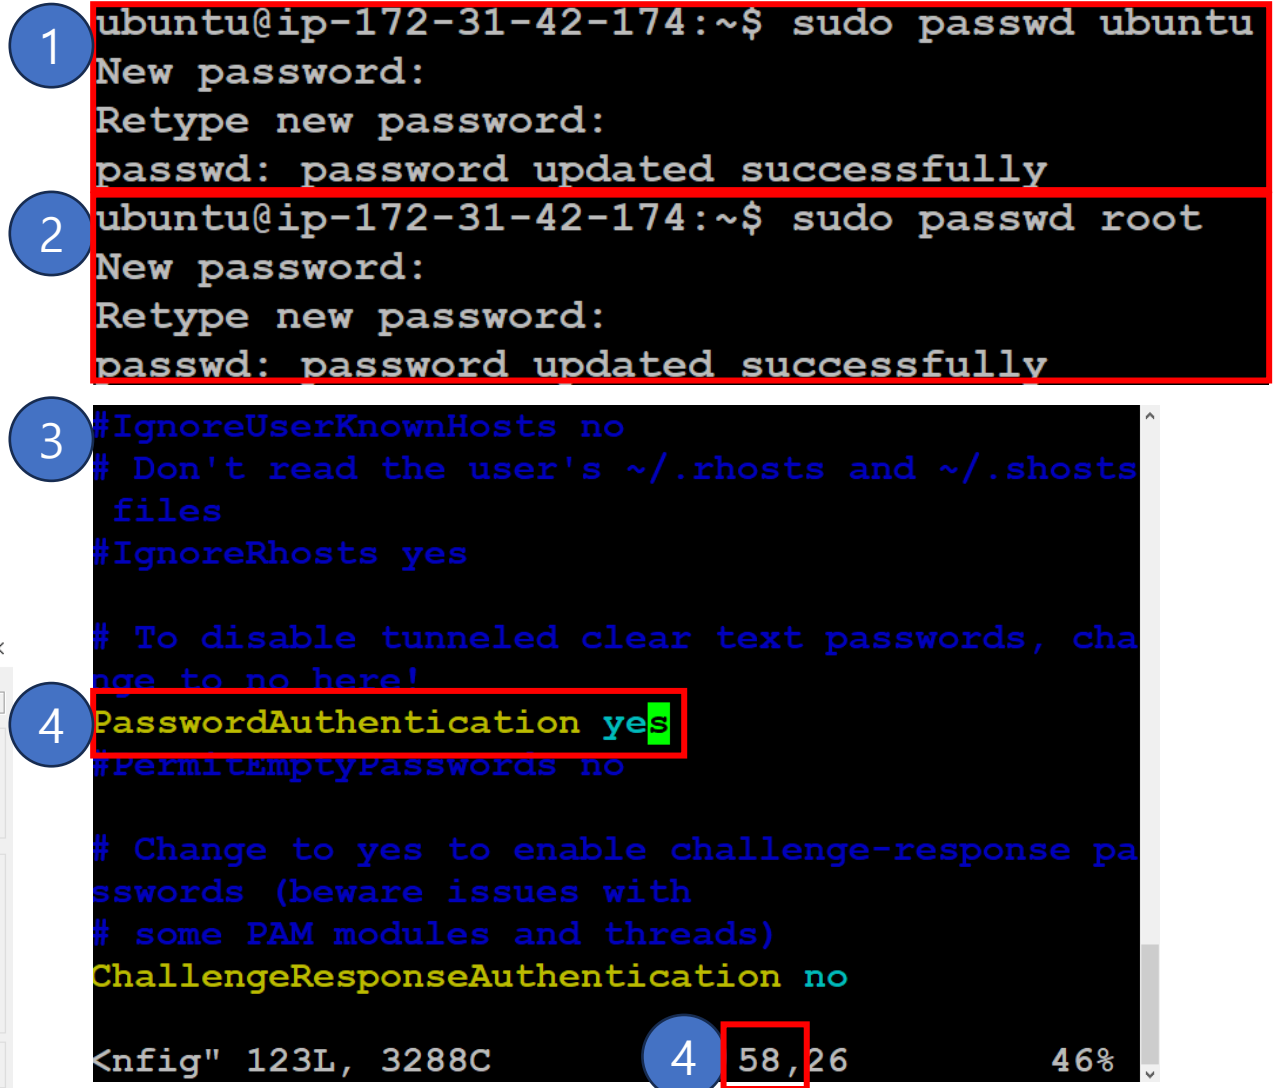 1
ubuntu@ip-172-31-42-174:~$ sudo passwd ubuntu
New password:
Retype new password:
passwd: password updated successfully
2
ubuntu@ip-172-31-42-174:~$ sudo passwd root
New password:
Retype new password:
passwd: password updated successfully
3
#IgnoreUserKnownHosts no
# Don't read the user's ~/.rhosts and ~/.shosts
files
#IgnoreRhosts yes
# To disable tunneled clear text passwords, cha
nge to no here!
4
PasswordAuthentication yes
#PermitEmptyPasswords no
# Change to yes to enable challenge-response pa
sswords (beware issues with
# some PAM modules and threads)
ChallengeResponseAuthentication no
<nfig" 123L, 3288C 4 58,26 46%